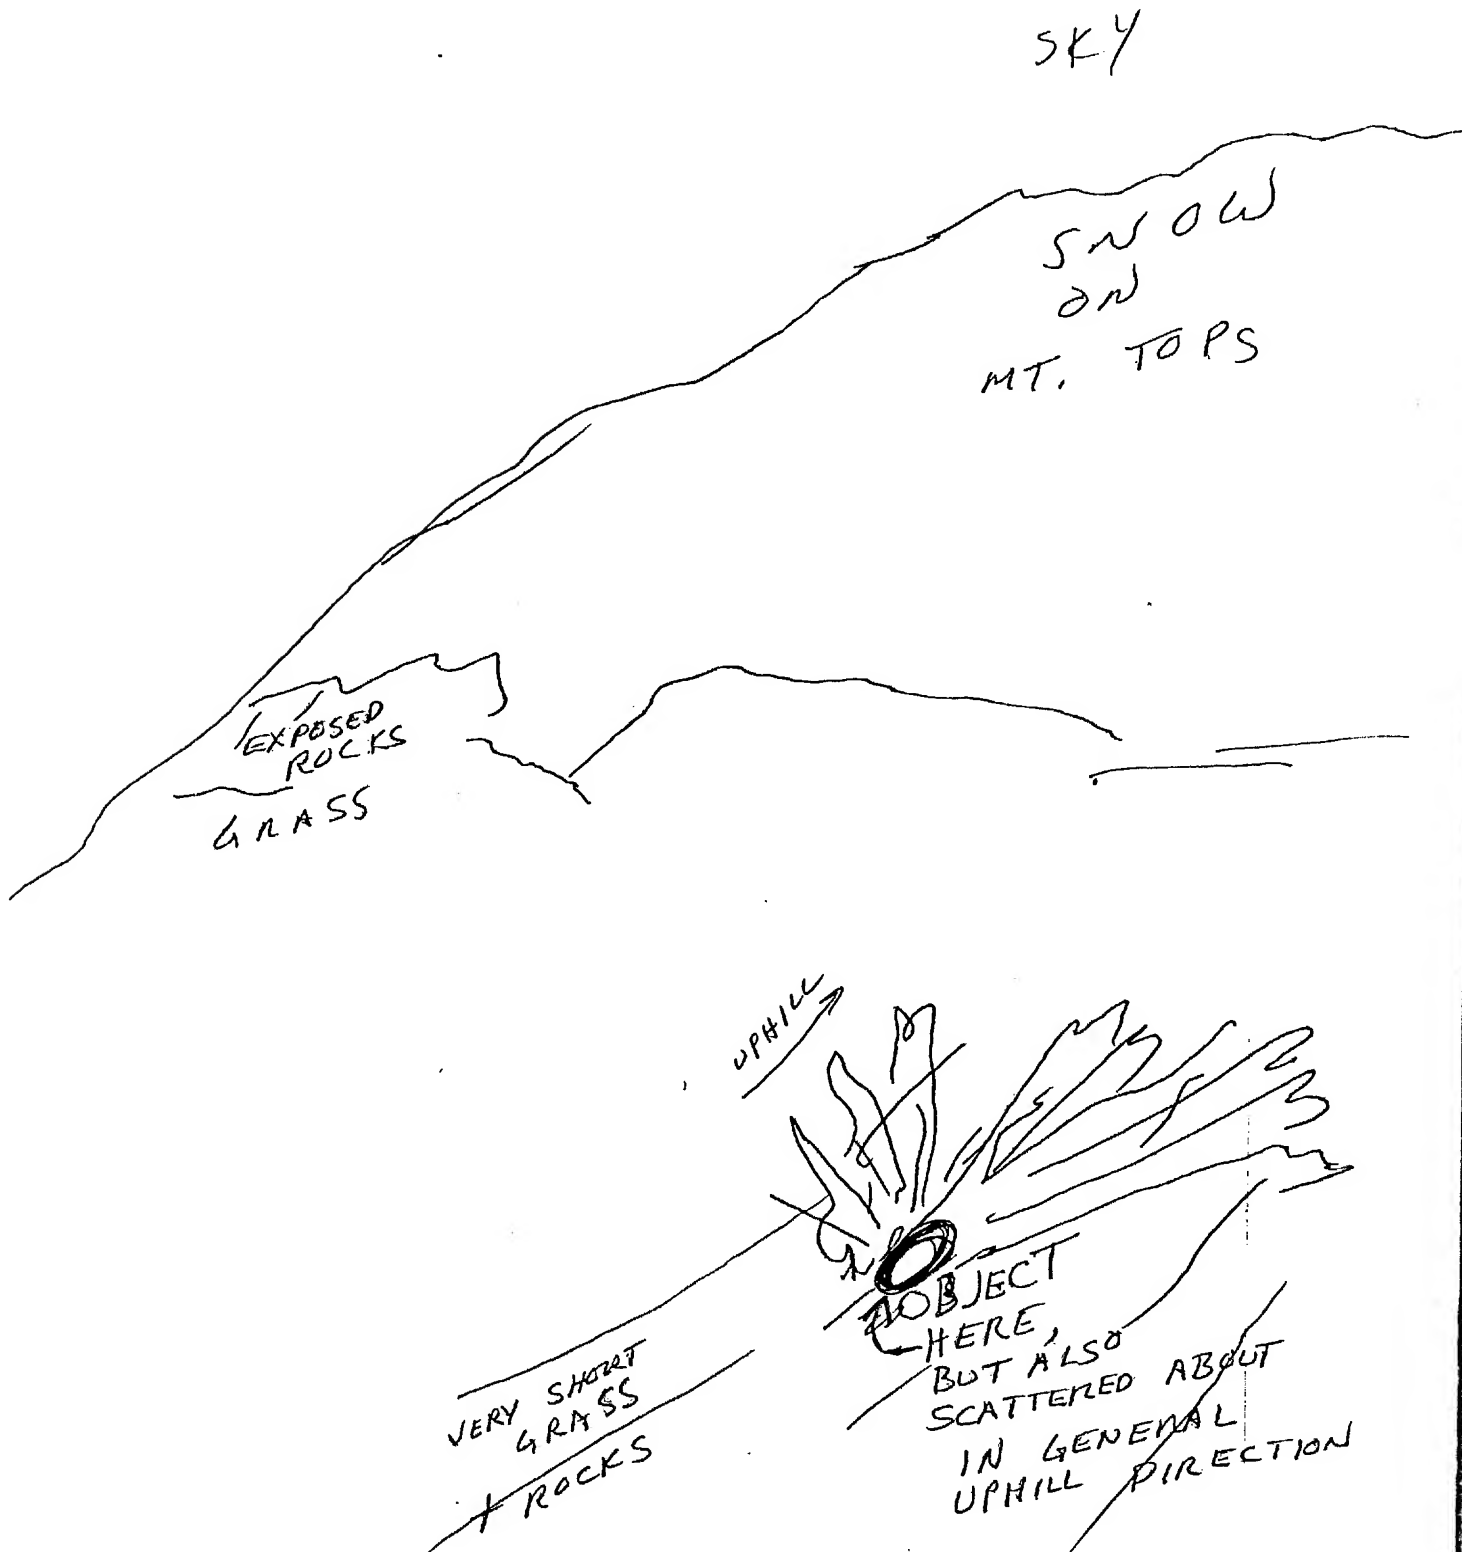 SKY
SNOW
ON
MT. TOPS
EXPOSED
ROCKS
GRASS
UPHILL
OBJECT
HERE,
BUT ALSO
SCATTERED ABOUT
IN GENERAL
UPHILL DIRECTION
VERY SHORT
GRASS
+ ROCKS